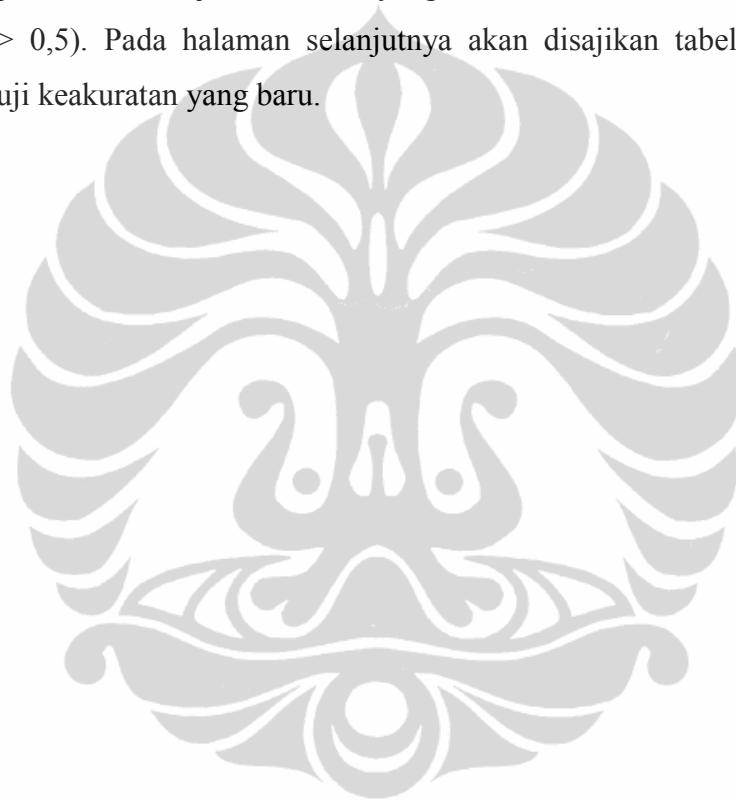 > 0,5). Pada halaman selanjutnya akan disajikan tabel
uji keakuratan yang baru.